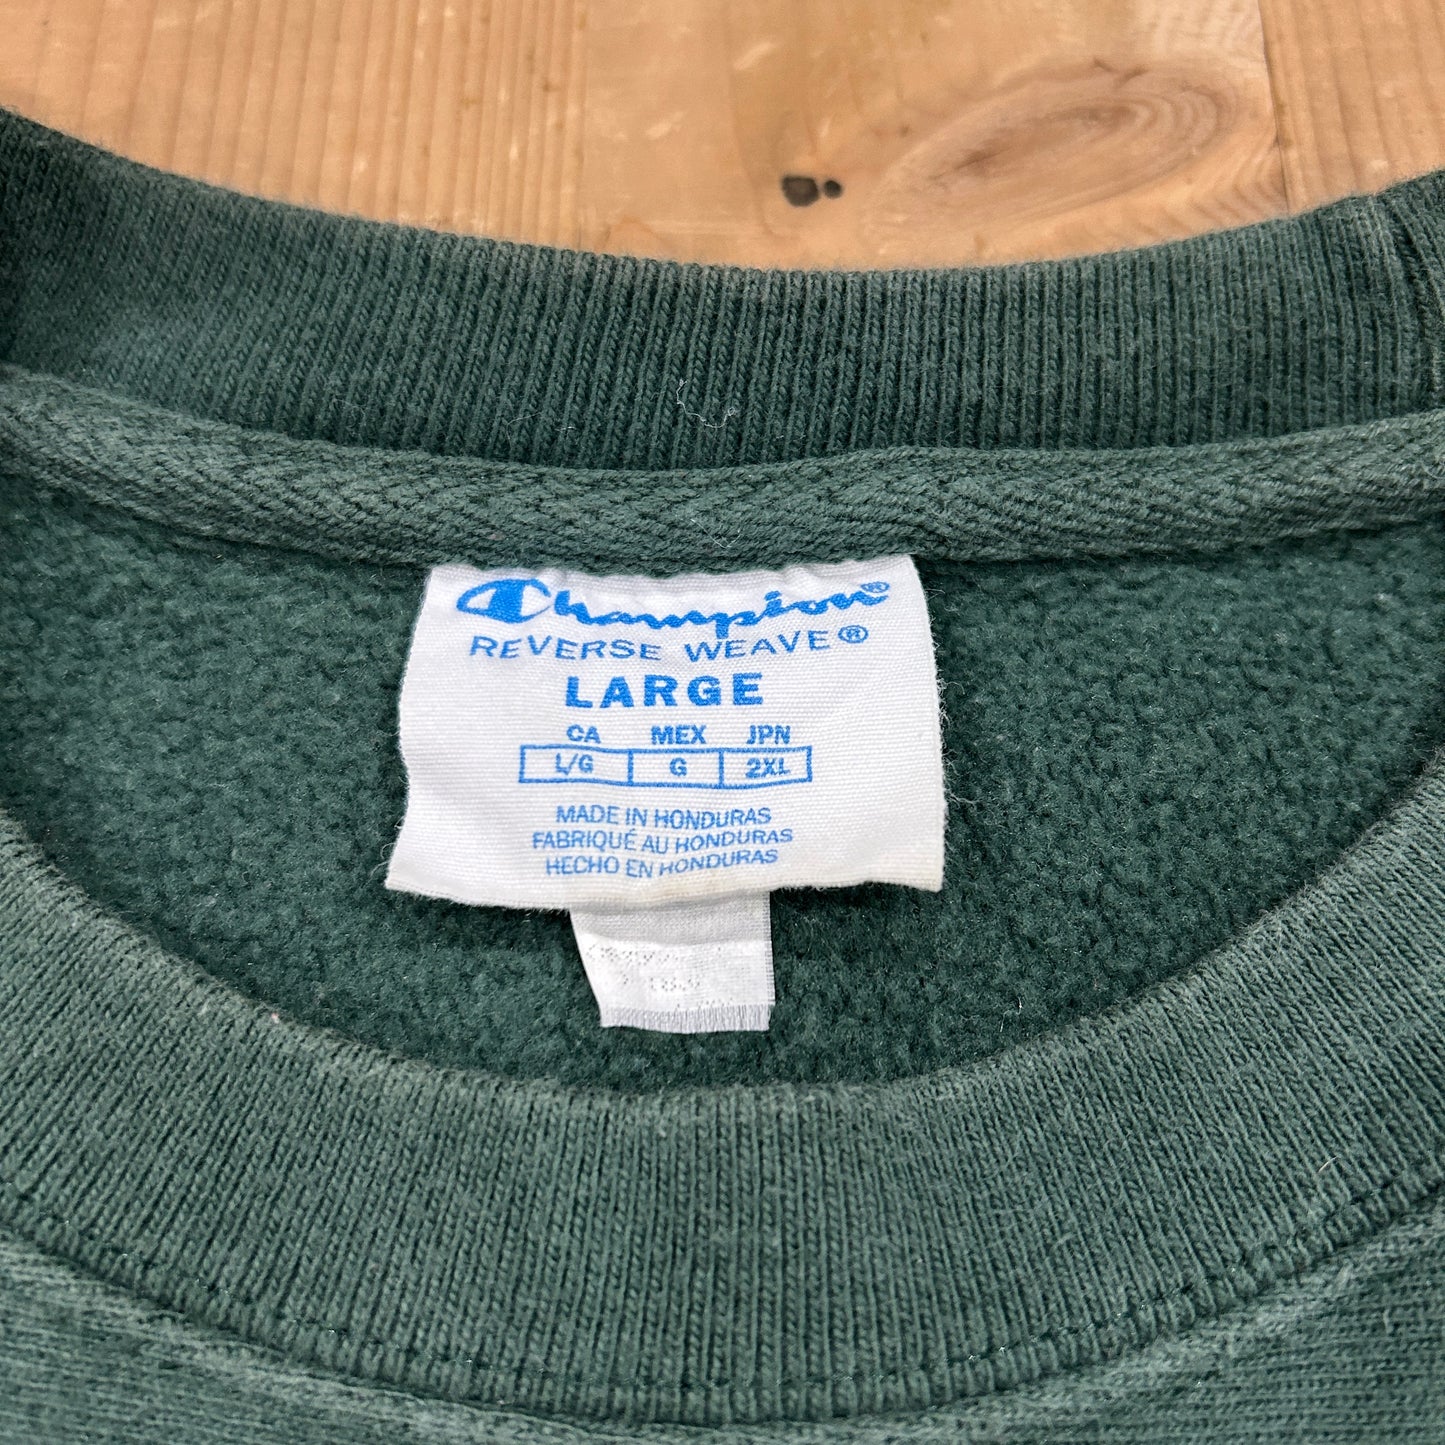 Champion®
REVERSE WEAVE®
LARGE
CA MEX JPN
L/G G 2XL
MADE IN HONDURAS
FABRIQUÉ AU HONDURAS
HECHO EN HONDURAS